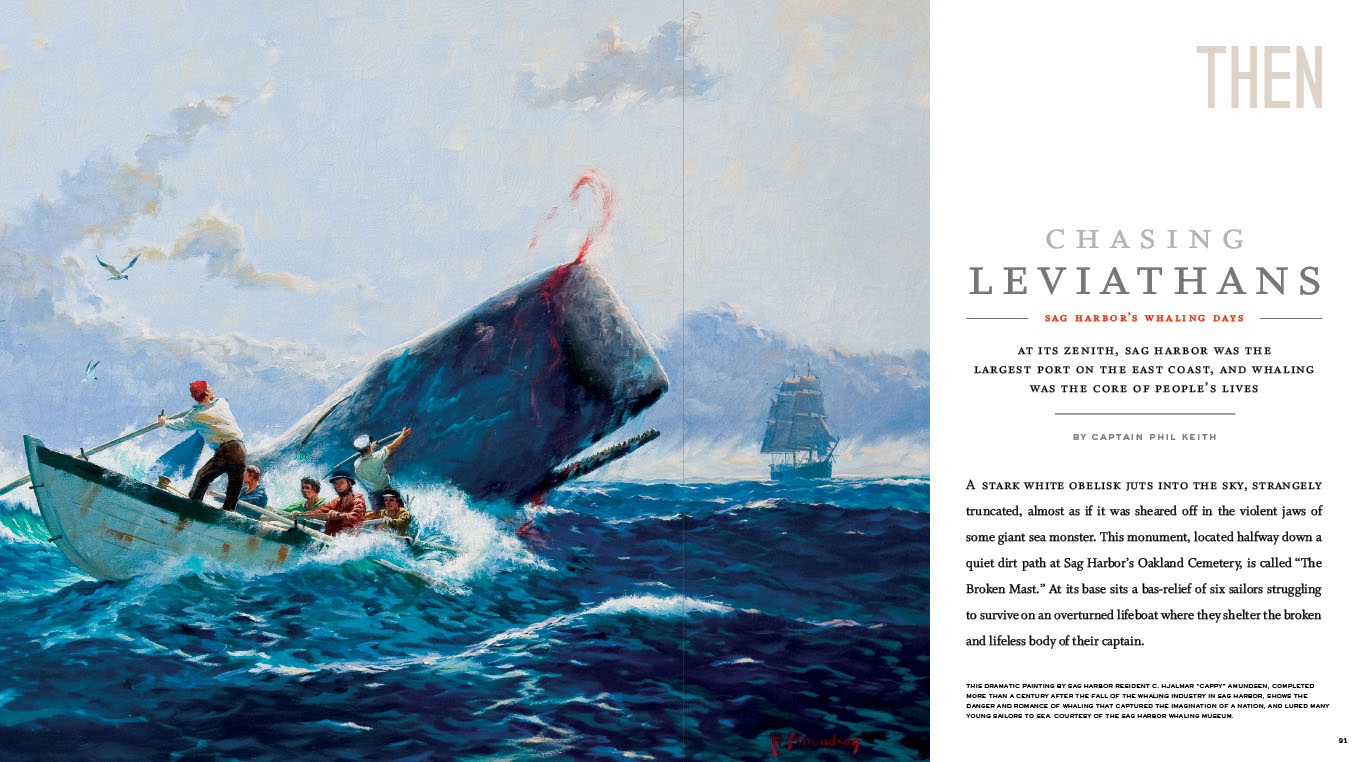 THEN
CHASING
LEVIATHANS
SAG HARBOR'S WHALING DAYS
AT ITS ZENITH, SAG HARBOR WAS THE
LARGEST PORT ON THE EAST COAST, AND WHALING
WAS THE CORE OF PEOPLE'S LIVES
BY CAPTAIN PHIL KEITH
A STARK WHITE OBELISK JUTS INTO THE SKY, STRANGELY
truncated, almost as if it was sheared off in the violent jaws of
some giant sea monster. This monument, located halfway down a
quiet dirt path at Sag Harbor's Oakland Cemetery, is called “The
Broken Mast.” At its base sits a bas-relief of six sailors struggling
to survive on an overturned lifeboat where they shelter the broken
and lifeless body of their captain.
THIS DRAMATIC PAINTING BY SAG HARBOR RESIDENT C. HJALMAR "CAPPY" AMUNDSEN, COMPLETED
MORE THAN A CENTURY AFTER THE FALL OF THE WHALING INDUSTRY IN SAG HARBOR, SHOWS THE
DANGER AND ROMANCE OF WHALING THAT CAPTURED THE IMAGINATION OF A NATION, AND LURED MANY
YOUNG SAILORS TO SEA. COURTESY OF THE SAG HARBOR WHALING MUSEUM.
91